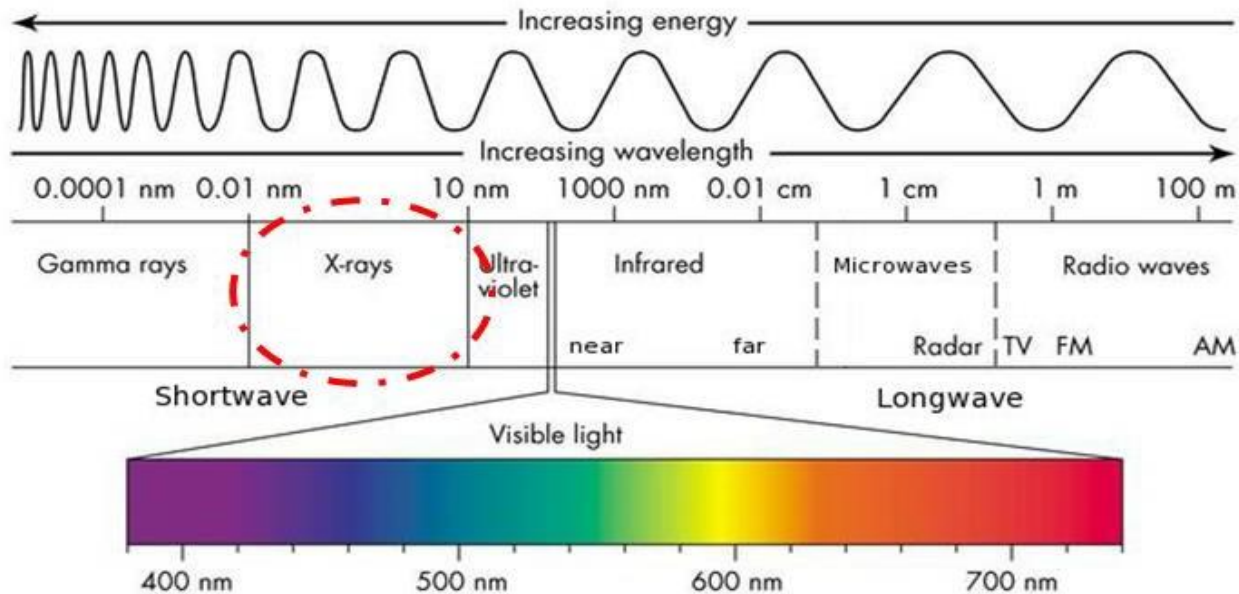 Increasing energy
Increasing wavelength
0.0001 nm 0.01 nm 10 nm 1000 nm 0.01 cm 1 cm 1 m 100 m
Gamma rays X-rays Ultra- Infrared Microwaves Radio waves
violet
near far Radar TV FM AM
Shortwave Longwave
Visible light
400 nm 500 nm 600 nm 700 nm